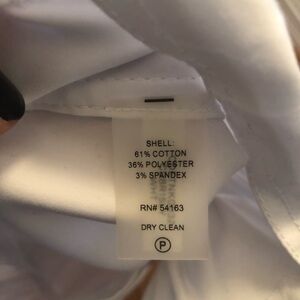 SHELL:
61% COTTON
36% POLYESTER
3% SPANDEX
RN# 54163
DRY CLEAN
P